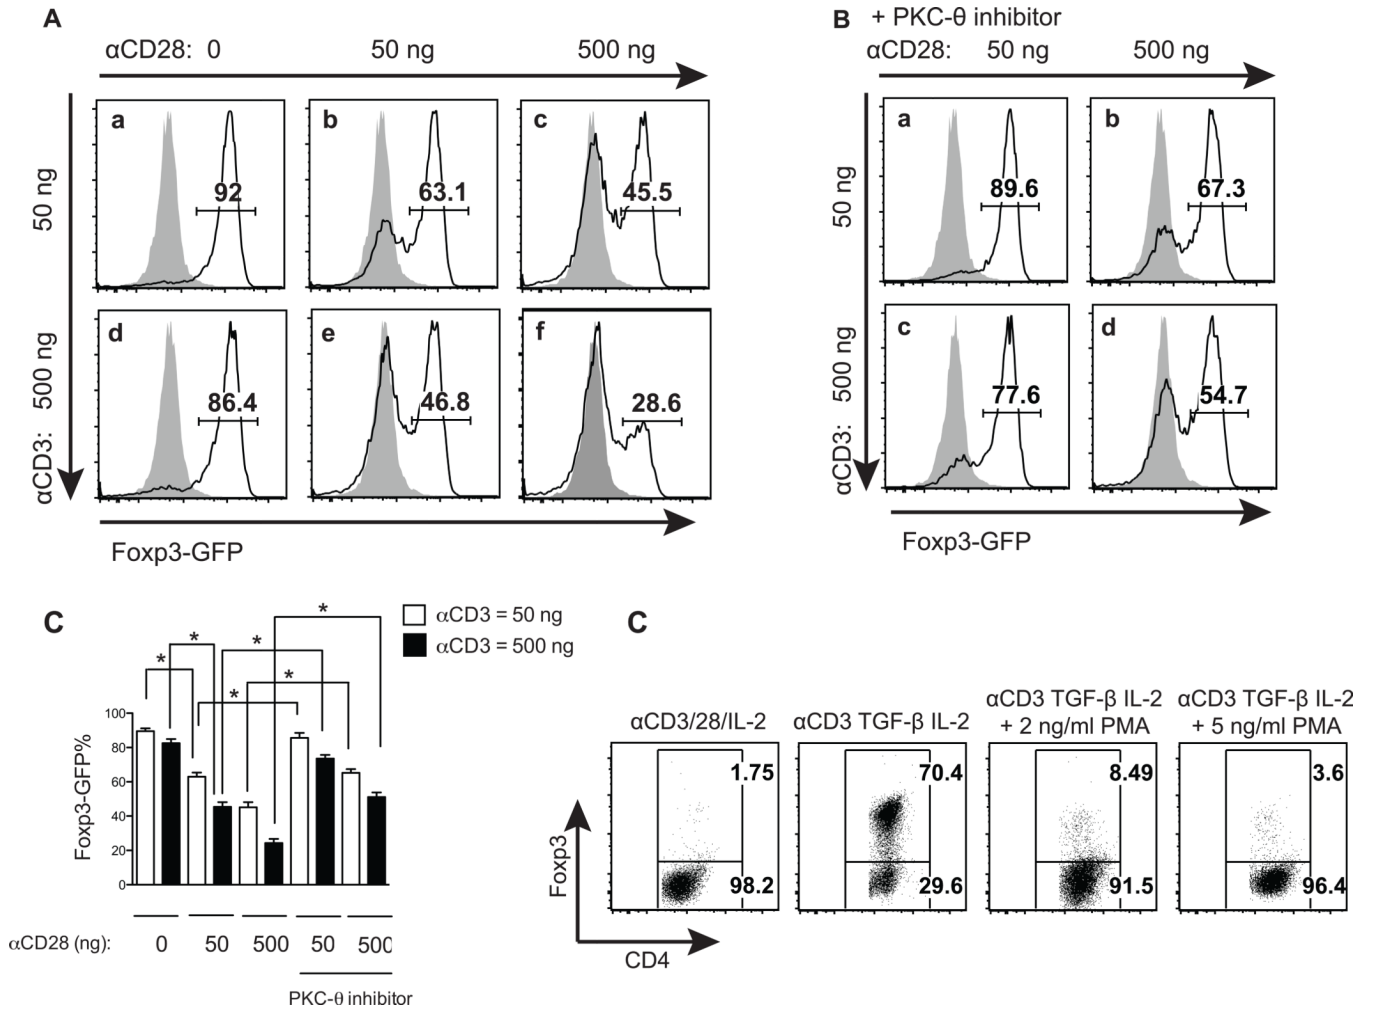 A
αCD28: 0 50 ng 500 ng
50 ng
αCD3: 500 ng
a
92
b
63.1
c
45.5
d
86.4
e
46.8
f
28.6
Foxp3-GFP
B + PKC-θ inhibitor
αCD28: 50 ng 500 ng
50 ng
αCD3: 500 ng
a
89.6
b
67.3
c
77.6
d
54.7
Foxp3-GFP
C
αCD3 = 50 ng
αCD3 = 500 ng
* * * * * *
Foxp3-GFP%
100
80
60
40
20
0
αCD28 (ng): 0 50 500 50 500
PKC-θ inhibitor
C
αCD3/28/IL-2
1.75
98.2
αCD3 TGF-β IL-2
70.4
29.6
αCD3 TGF-β IL-2
+ 2 ng/ml PMA
8.49
91.5
αCD3 TGF-β IL-2
+ 5 ng/ml PMA
3.6
96.4
Foxp3
CD4